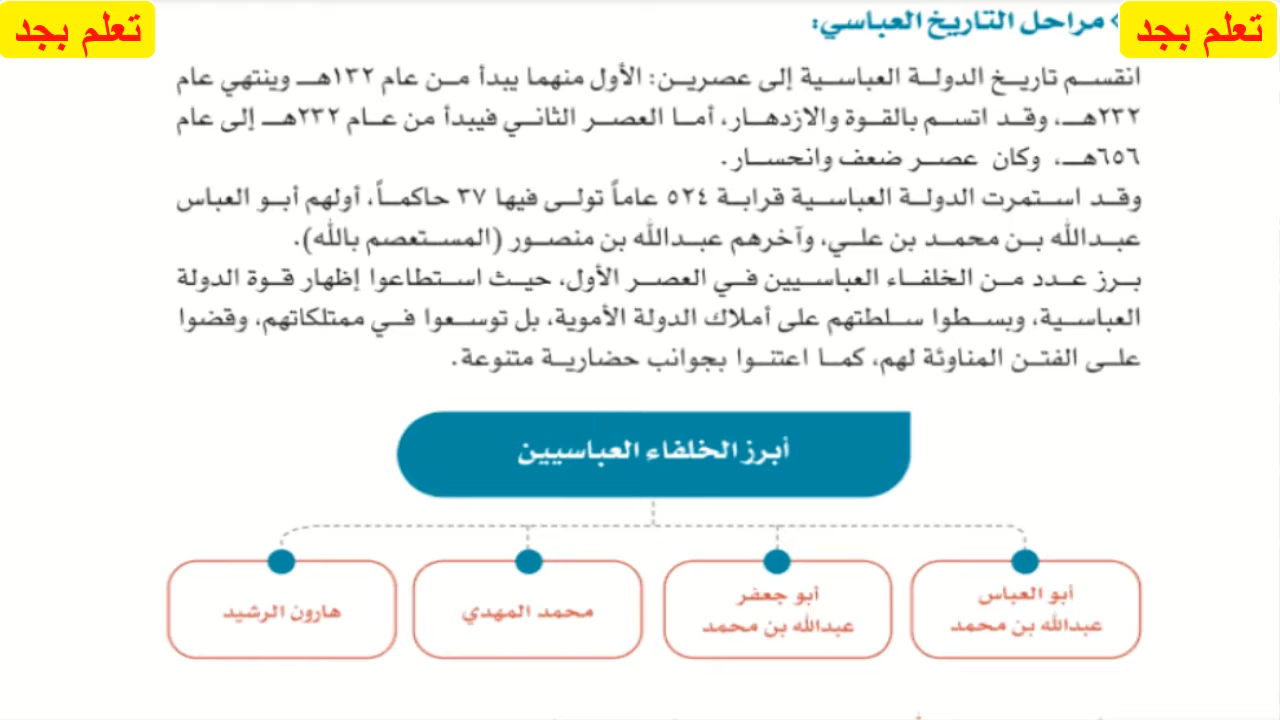 تعلم بجد
تعلم بجد
مراحل التاريخ العباسي:
انقسم تاريخ الدولة العباسية إلى عصرين: الأول منهما يبدأ من عام ١٣٢هـ وينتهي عام
٢٣٢هـ، وقد اتسم بالقوة والازدهار، أما العصر الثاني فيبدأ من عام ٢٣٢هـ إلى عام
٦٥٦هـ، وكان عصر ضعف وانحسار.
وقد استمرت الدولة العباسية قرابة ٥٢٤ عاماً تولى فيها ٣٧ حاكماً، أولهم أبو العباس
عبدالله بن محمد بن علي، وآخرهم عبدالله بن منصور (المستعصم بالله).
برز عدد من الخلفاء العباسيين في العصر الأول، حيث استطاعوا إظهار قوة الدولة
العباسية، وبسطوا سلطتهم على أملاك الدولة الأموية، بل توسعوا في ممتلكاتهم، وقضوا
على الفتن المناوئة لهم، كما اعتنوا بجوانب حضارية متنوعة.
أبرز الخلفاء العباسيين
أبو العباس
عبدالله بن محمد
أبو جعفر
عبدالله بن محمد
محمد المهدي
هارون الرشيد